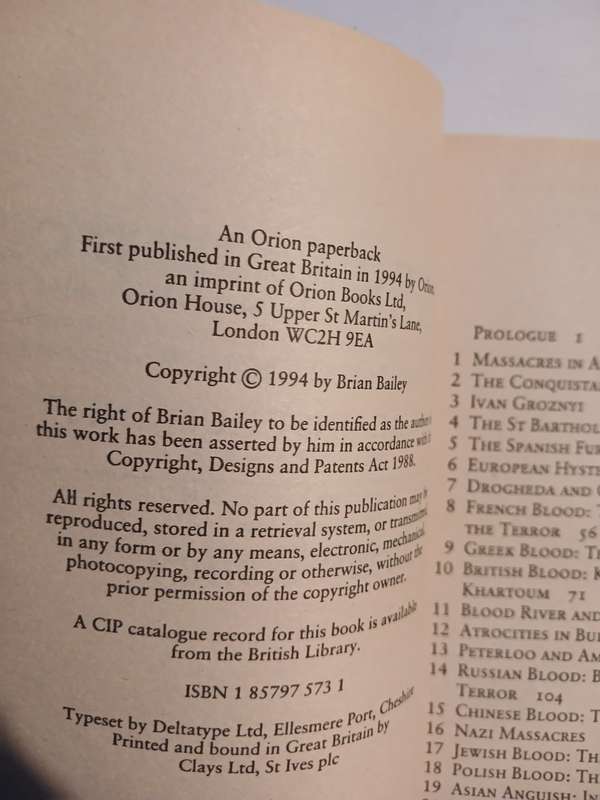 An Orion paperback
First published in Great Britain in 1994 by Orion,
an imprint of Orion Books Ltd,
Orion House, 5 Upper St Martin's Lane,
London WC2H 9EA
Copyright © 1994 by Brian Bailey
The right of Brian Bailey to be identified as the author
this work has been asserted by him in accordance with
Copyright, Designs and Patents Act 1988.
All rights reserved. No part of this publication may
reproduced, stored in a retrieval system, or transmitted
in any form or by any means, electronic, mechanical
photocopying, recording or otherwise, without the
prior permission of the copyright owner.
A CIP catalogue record for this book is available
from the British Library.
ISBN 1 85797 573 1
Typeset by Deltatype Ltd, Ellesmere Port, Cheshire
Printed and bound in Great Britain by
Clays Ltd, St Ives plc
PROLOGUE 1
1 MASSACRES IN A
2 THE CONQUISTA
3 IVAN GROZNYI
4 THE ST BARTHOL
5 THE SPANISH FUR
6 EUROPEAN HYSTE
7 DROGHEDA AND
8 FRENCH BLOOD: T
THE TERROR 56
9 GREEK BLOOD: TH
10 BRITISH BLOOD: K
KHARTOUM 71
11 BLOOD RIVER AND
12 ATROCITIES IN BUL
13 PETERLOO AND AM
14 RUSSIAN BLOOD: B
TERROR 104
15 CHINESE BLOOD: T
16 NAZI MASSACRES
17 JEWISH BLOOD: TH
18 POLISH BLOOD: TH
19 ASIAN ANGUISH: IN